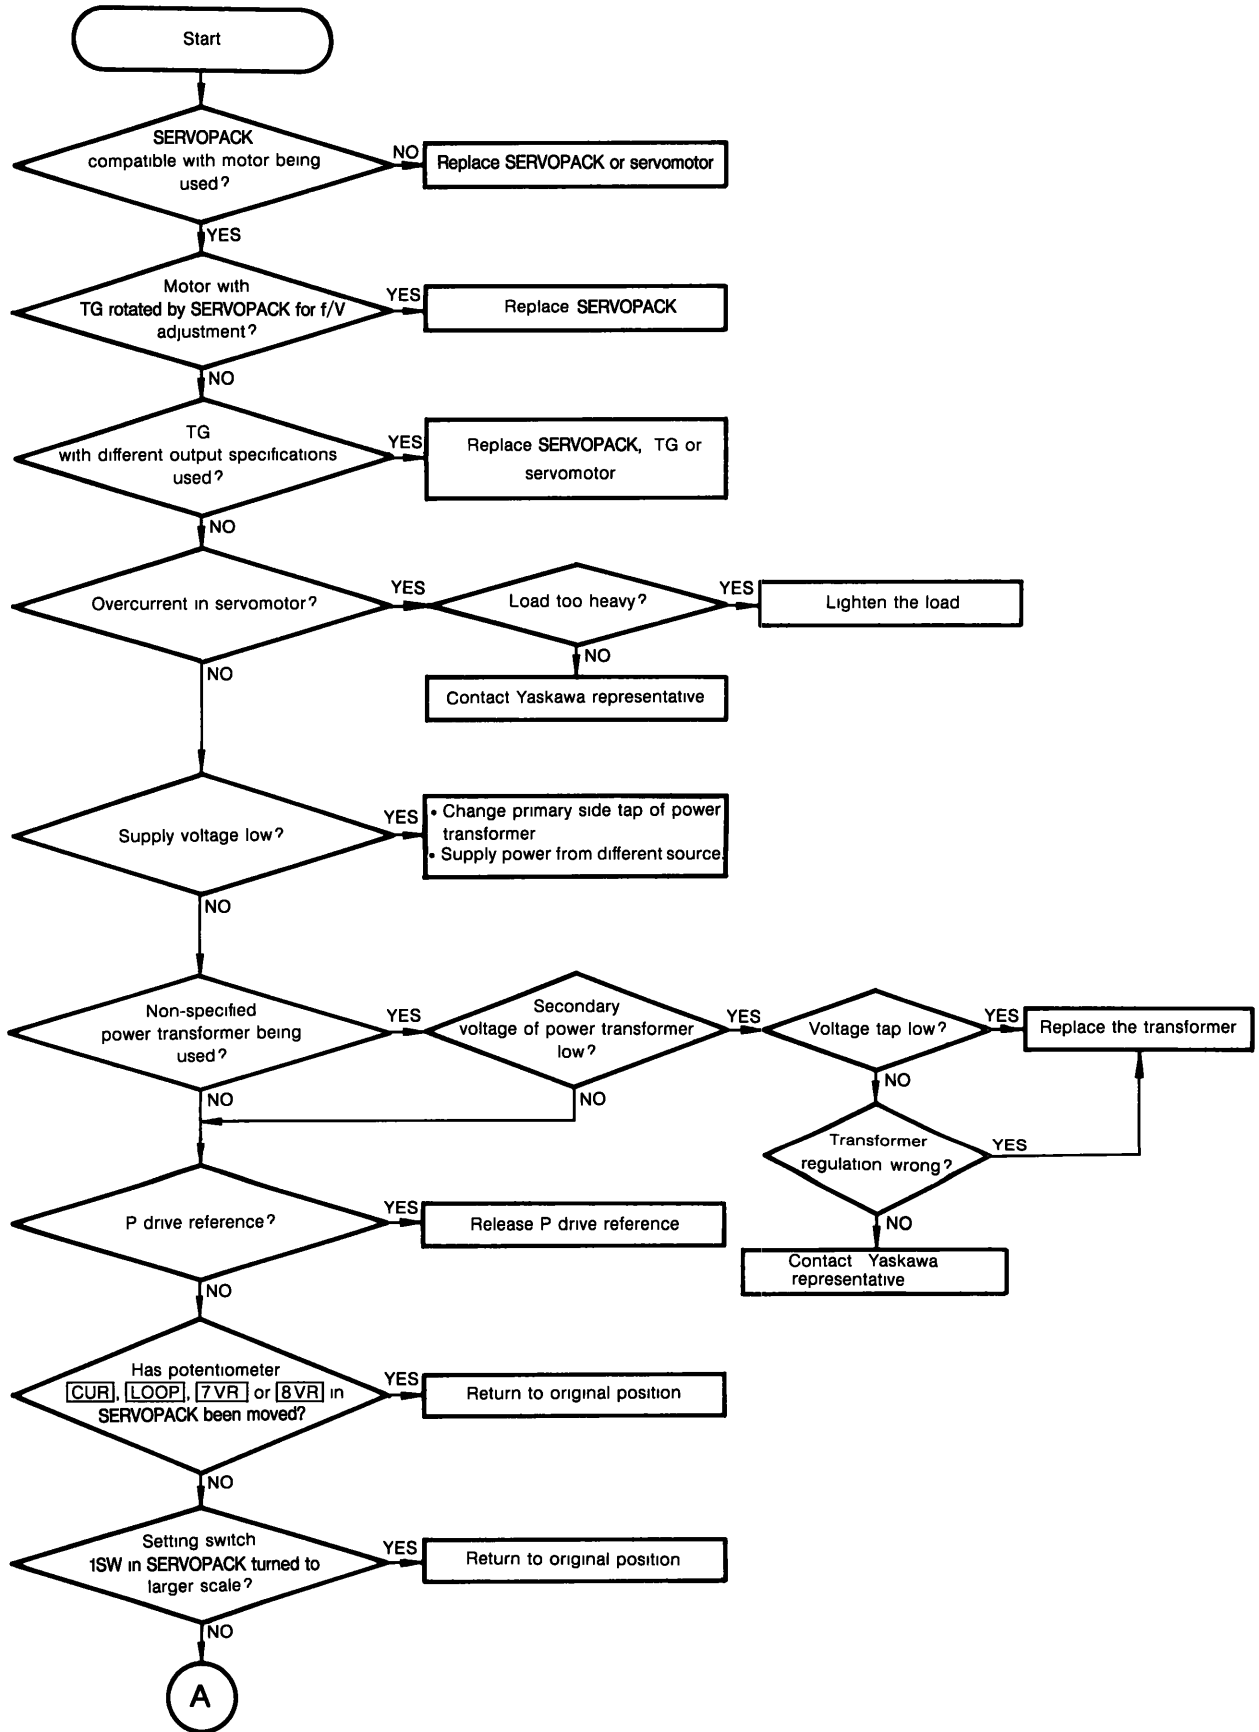 Start
SERVOPACK
compatible with motor being
used?
NO
Replace SERVOPACK or servomotor
YES
Motor with
TG rotated by SERVOPACK for f/V
adjustment?
YES
Replace SERVOPACK
NO
TG
with different output specifications
used?
YES
Replace SERVOPACK, TG or
servomotor
NO
Overcurrent in servomotor?
YES
Load too heavy?
YES
Lighten the load
NO
NO
Contact Yaskawa representative
Supply voltage low?
YES
• Change primary side tap of power
transformer
• Supply power from different source.
NO
Non-specified
power transformer being
used?
YES
Secondary
voltage of power transformer
low?
YES
Voltage tap low?
YES
Replace the transformer
NO
NO
NO
Transformer
regulation wrong?
YES
NO
Contact Yaskawa
representative
P drive reference?
YES
Release P drive reference
NO
Has potentiometer
CUR, LOOP, 7VR or 8VR in
SERVOPACK been moved?
YES
Return to original position
NO
Setting switch
1SW in SERVOPACK turned to
larger scale?
YES
Return to original position
NO
A